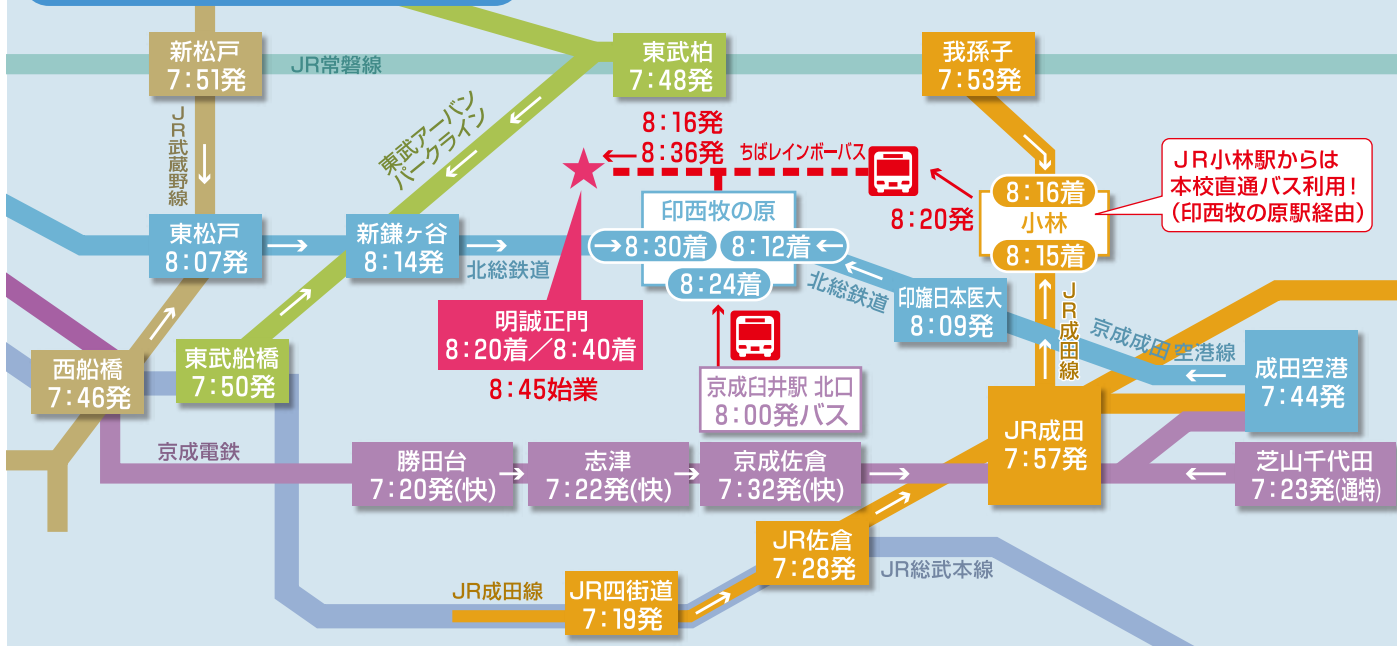 新松戸
7:51発
JR常磐線
東武柏
7:48発
我孫子
7:53発
JR武蔵野線
東武アーバン
パークライン
8:16発
8:36発
ちばレインボーバス
8:20発
8:16着
小林
8:15着
JR小林駅からは
本校直通バス利用!
(印西牧の原駅経由)
東松戸
8:07発
新鎌ヶ谷
8:14発
北総鉄道
印西牧の原
8:30着
8:12着
8:24着
北総鉄道
印旛日本医大
8:09発
JR成田線
京成成田空港線
成田空港
7:44発
明誠正門
8:20着/8:40着
8:45始業
西船橋
7:46発
東武船橋
7:50発
京成臼井駅 北口
8:00発バス
京成電鉄
勝田台
7:20発(快)
志津
7:22発(快)
京成佐倉
7:32発(快)
JR成田
7:57発
芝山千代田
7:23発(通特)
JR佐倉
7:28発
JR総武本線
JR成田線
JR四街道
7:19発